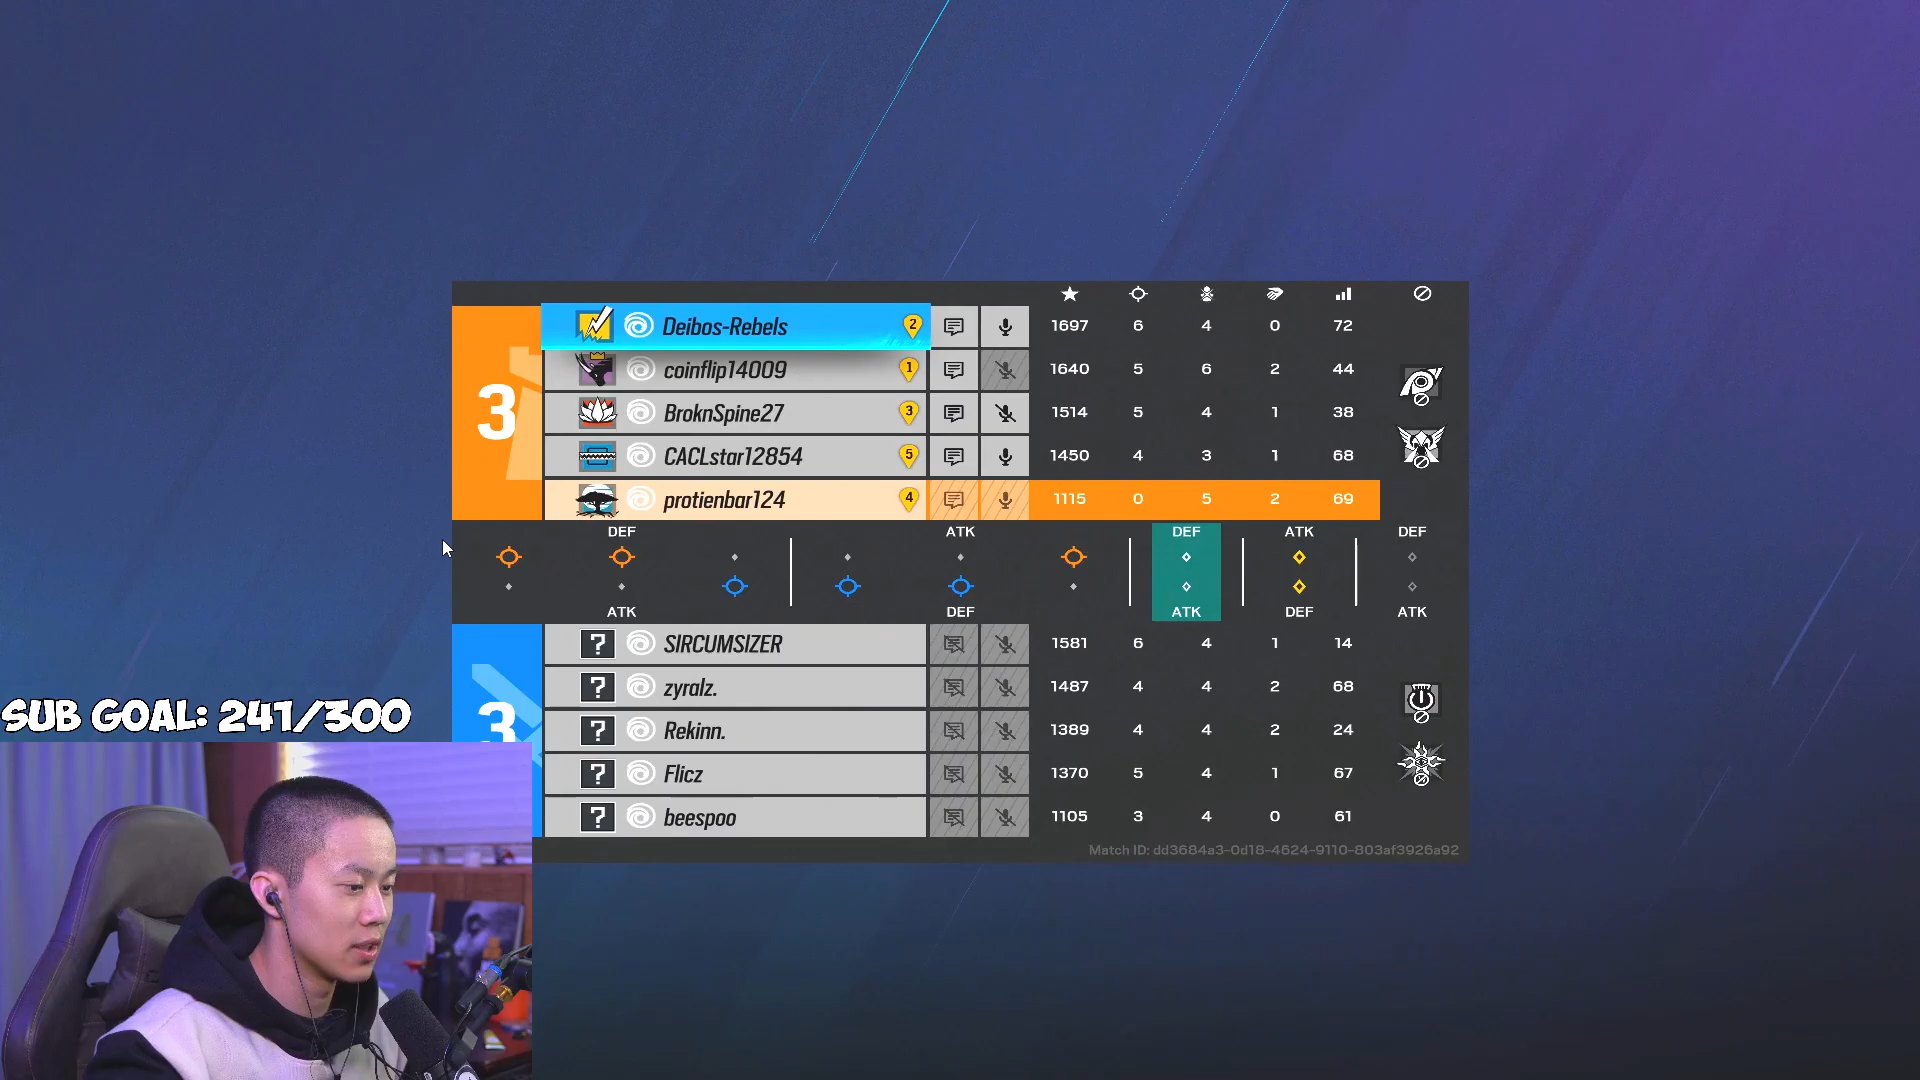 Deibos-Rebels 2 1697 6 4 0 72
coinflip14009 1 1640 5 6 2 44
3
BroknSpine27 3 1514 5 4 1 38
CACLstar12854 5 1450 4 3 1 68
protienbar124 4 1115 0 5 2 69
DEF ATK DEF ATK DEF
ATK DEF ATK DEF ATK
? SIRCUMSIZER 1581 6 4 1 14
? zyralz. 1487 4 4 2 68
3
? Rekinn. 1389 4 4 2 24
? Flicz 1370 5 4 1 67
? beespoo 1105 3 4 0 61
Match ID: dd3684a3-0d18-4624-9110-803af3926a92
SUB GOAL: 241/300